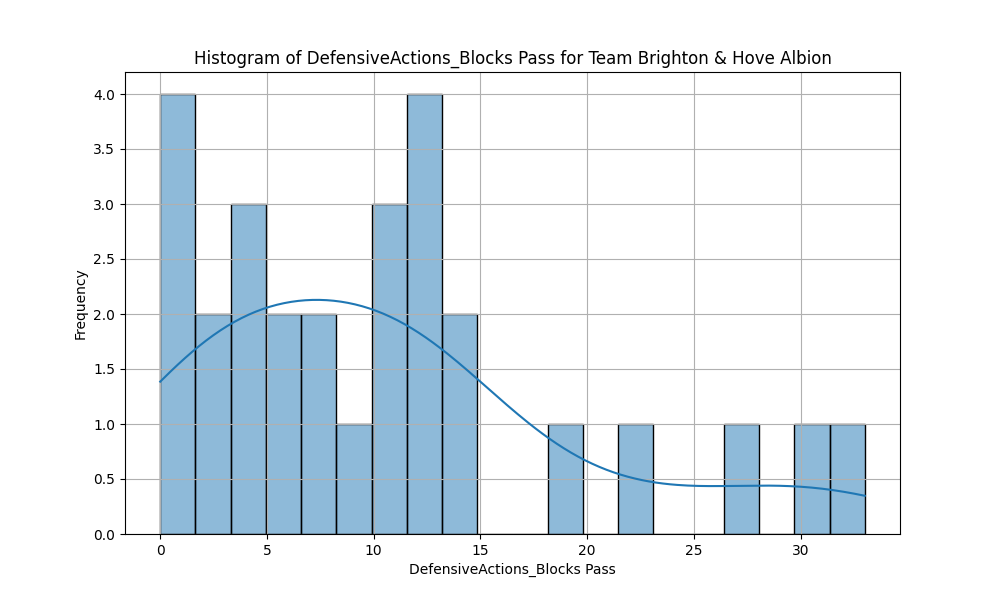 Histogram of DefensiveActions_Blocks Pass for Team Brighton & Hove Albion
4.0
3.5
3.0
2.5
2.0
1.5
1.0
0.5
0.0
Frequency
0 5 10 15 20 25 30
DefensiveActions_Blocks Pass